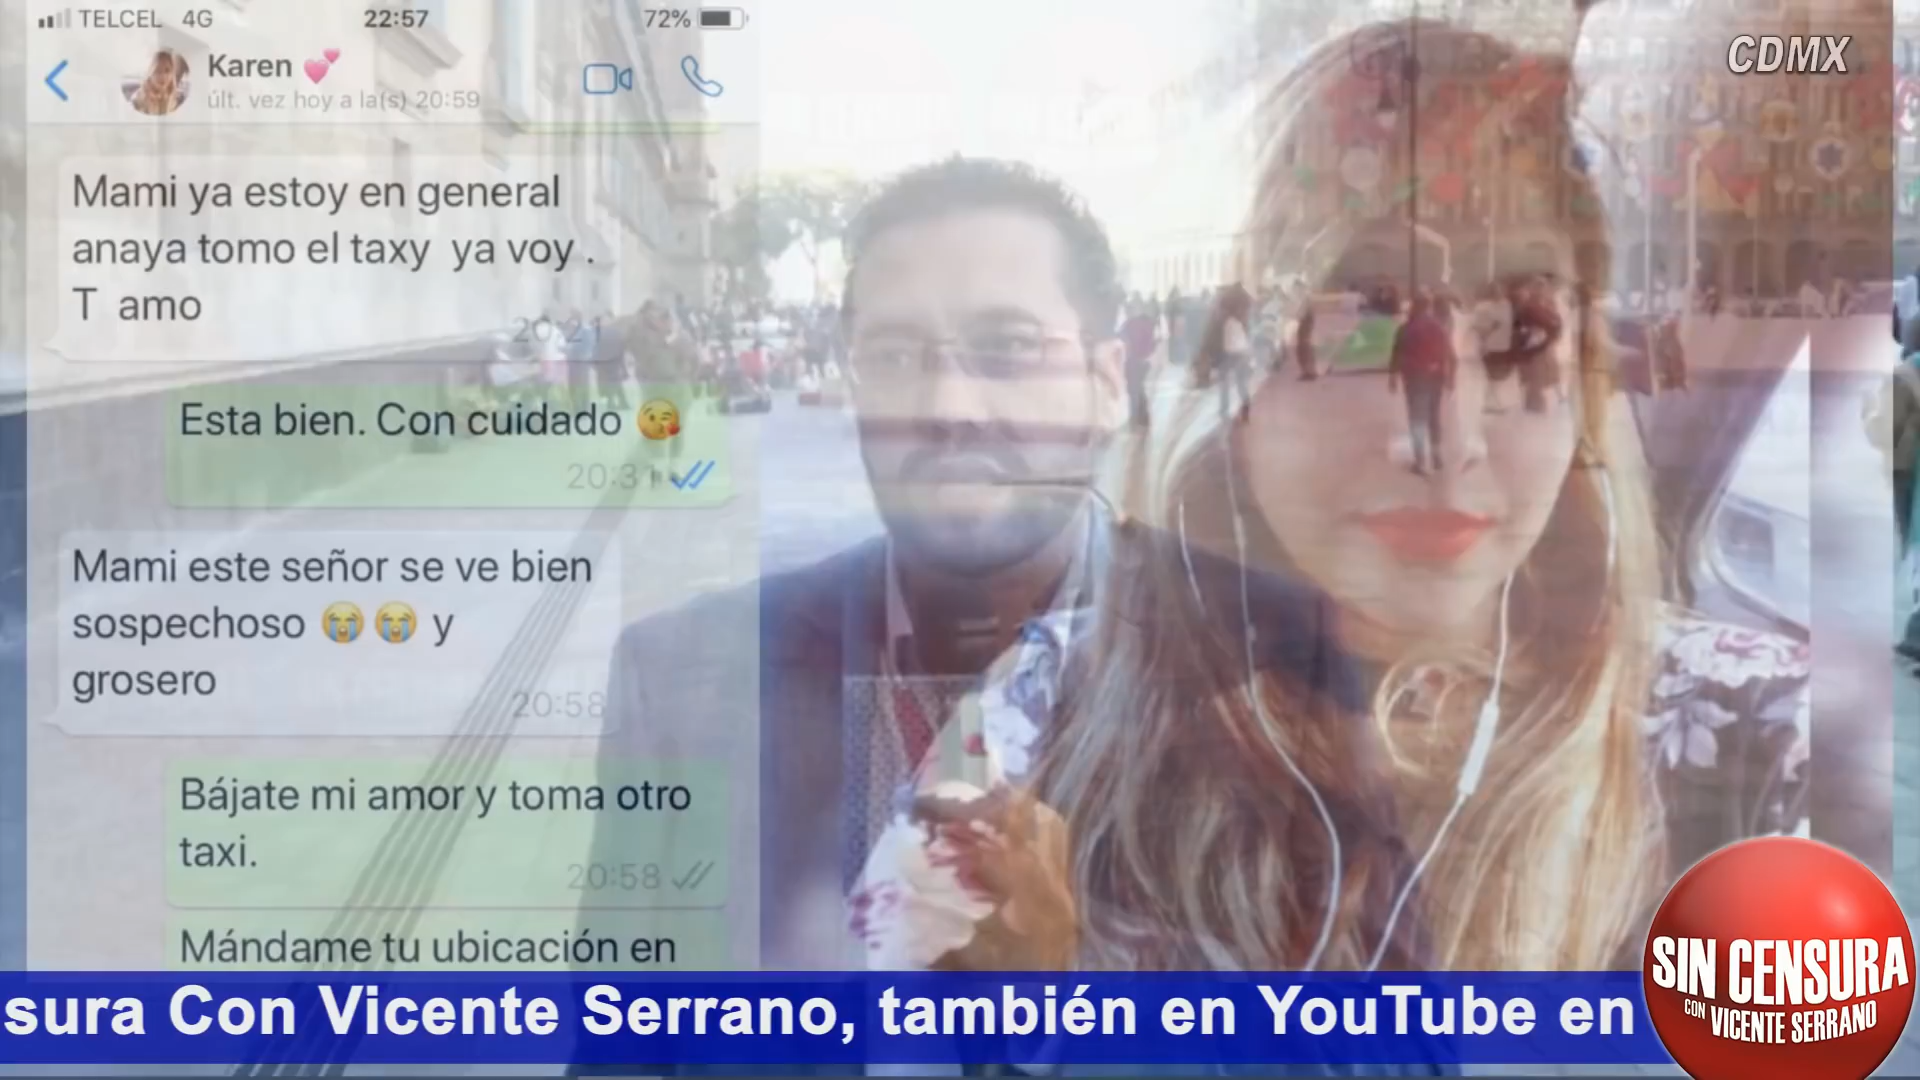 TELCEL 4G 22:57 72%
CDMX
Karen 💕
últ. vez hoy a la(s) 20:59
Mami ya estoy en general
anaya tomo el taxy ya voy .
T amo
20:21
Esta bien. Con cuidado 😘
20:31
Mami este señor se ve bien
sospechoso 😭😭 y
grosero
20:58
Bájate mi amor y toma otro
taxi.
20:58
Mándame tu ubicación en
sura Con Vicente Serrano, también en YouTube en
SIN CENSURA
CON VICENTE SERRANO